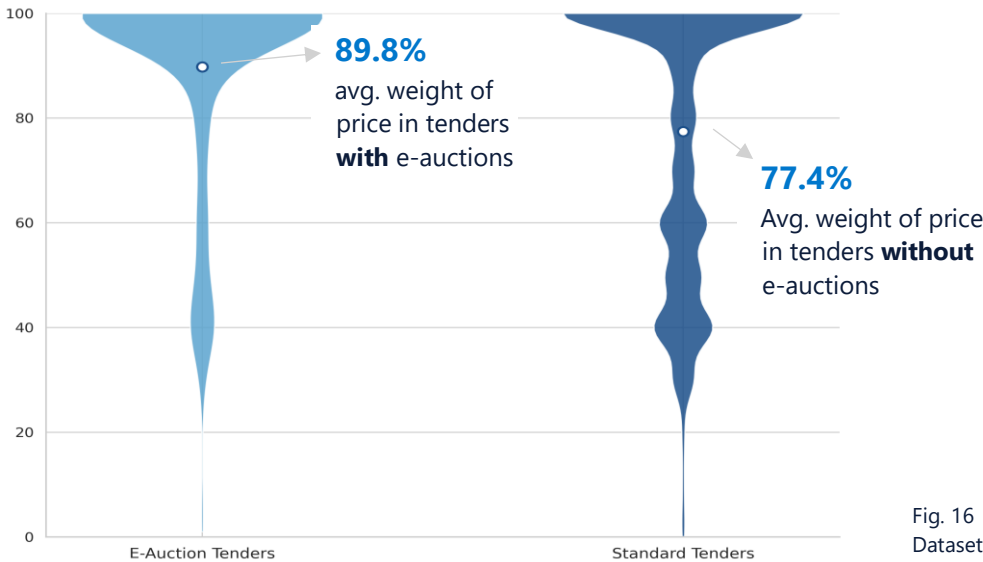 100
80
60
40
20
0
89.8%
avg. weight of
price in tenders
with e-auctions
77.4%
Avg. weight of price
in tenders without
e-auctions
E-Auction Tenders
Standard Tenders
Fig. 16
Dataset